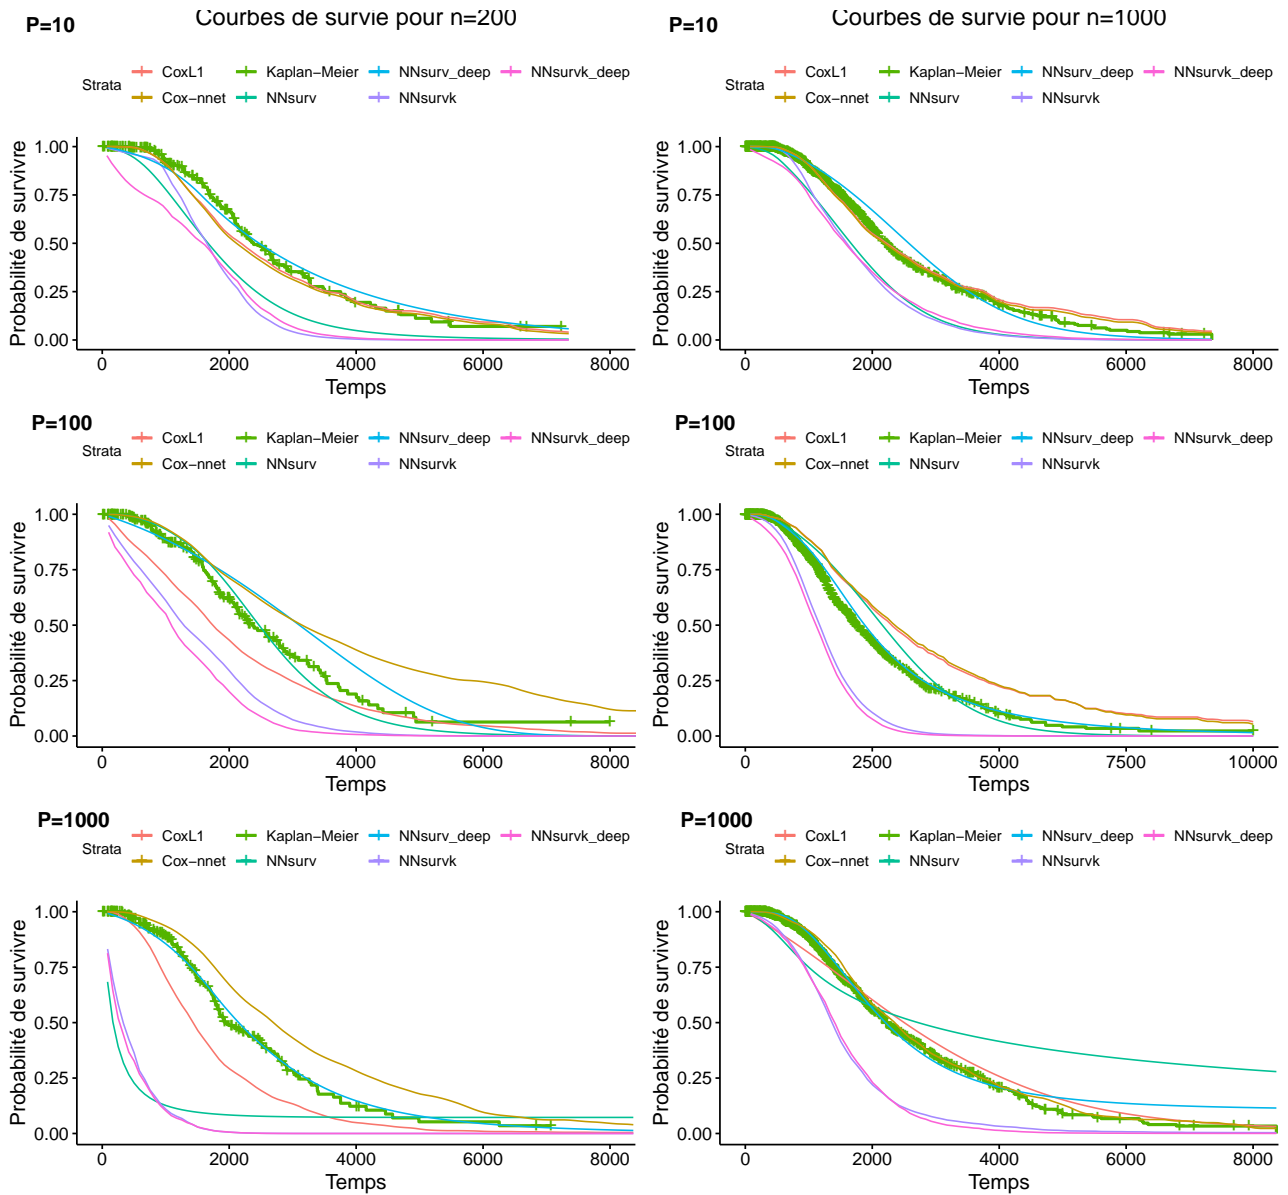 Courbes de survie pour n=200
Courbes de survie pour n=1000
P=10
Strata
CoxL1 Kaplan−Meier NNsurv_deep NNsurvk_deep
Cox−nnet NNsurv NNsurvk
Probabilité de survivre
1.00
0.75
0.50
0.25
0.00
0 2000 4000 6000 8000
Temps
P=10
Strata
CoxL1 Kaplan−Meier NNsurv_deep NNsurvk_deep
Cox−nnet NNsurv NNsurvk
Probabilité de survivre
1.00
0.75
0.50
0.25
0.00
0 2000 4000 6000 8000
Temps
P=100
Strata
CoxL1 Kaplan−Meier NNsurv_deep NNsurvk_deep
Cox−nnet NNsurv NNsurvk
Probabilité de survivre
1.00
0.75
0.50
0.25
0.00
0 2000 4000 6000 8000
Temps
P=100
Strata
CoxL1 Kaplan−Meier NNsurv_deep NNsurvk_deep
Cox−nnet NNsurv NNsurvk
Probabilité de survivre
1.00
0.75
0.50
0.25
0.00
0 2500 5000 7500 10000
Temps
P=1000
Strata
CoxL1 Kaplan−Meier NNsurv_deep NNsurvk_deep
Cox−nnet NNsurv NNsurvk
Probabilité de survivre
1.00
0.75
0.50
0.25
0.00
0 2000 4000 6000 8000
Temps
P=1000
Strata
CoxL1 Kaplan−Meier NNsurv_deep NNsurvk_deep
Cox−nnet NNsurv NNsurvk
Probabilité de survivre
1.00
0.75
0.50
0.25
0.00
0 2000 4000 6000 8000
Temps